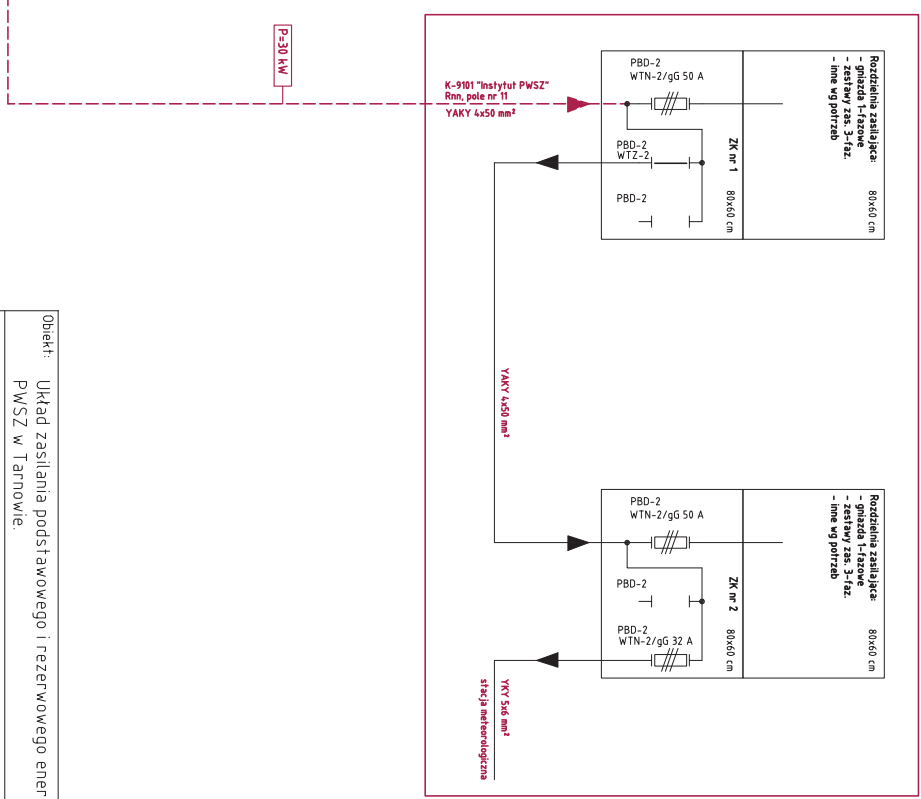 P=30 kW
K-9101 "Instytut PWSZ"
Rnn, pole nr 11
YAKY 4x50 mm²
Rozdzielnia zasilająca:
- gniazda 1-fazowe
- zestawy zas. 3-faz.
- inne wg potrzeb
80x60 cm
ZK nr 1
80x60 cm
PBD-2
WTN-2/gG 50 A
PBD-2
WTZ-2
PBD-2
YAKY 4x50 mm²
Rozdzielnia zasilająca:
- gniazda 1-fazowe
- zestawy zas. 3-faz.
- inne wg potrzeb
80x60 cm
ZK nr 2
80x60 cm
PBD-2
WTN-2/gG 50 A
PBD-2
PBD-2
WTN-2/gG 32 A
YKY 5x6 mm²
stacja meteorologiczna
Obiekt: Układ zasilania podstawowego i rezerwowego ener
PWSZ w Tarnowie.